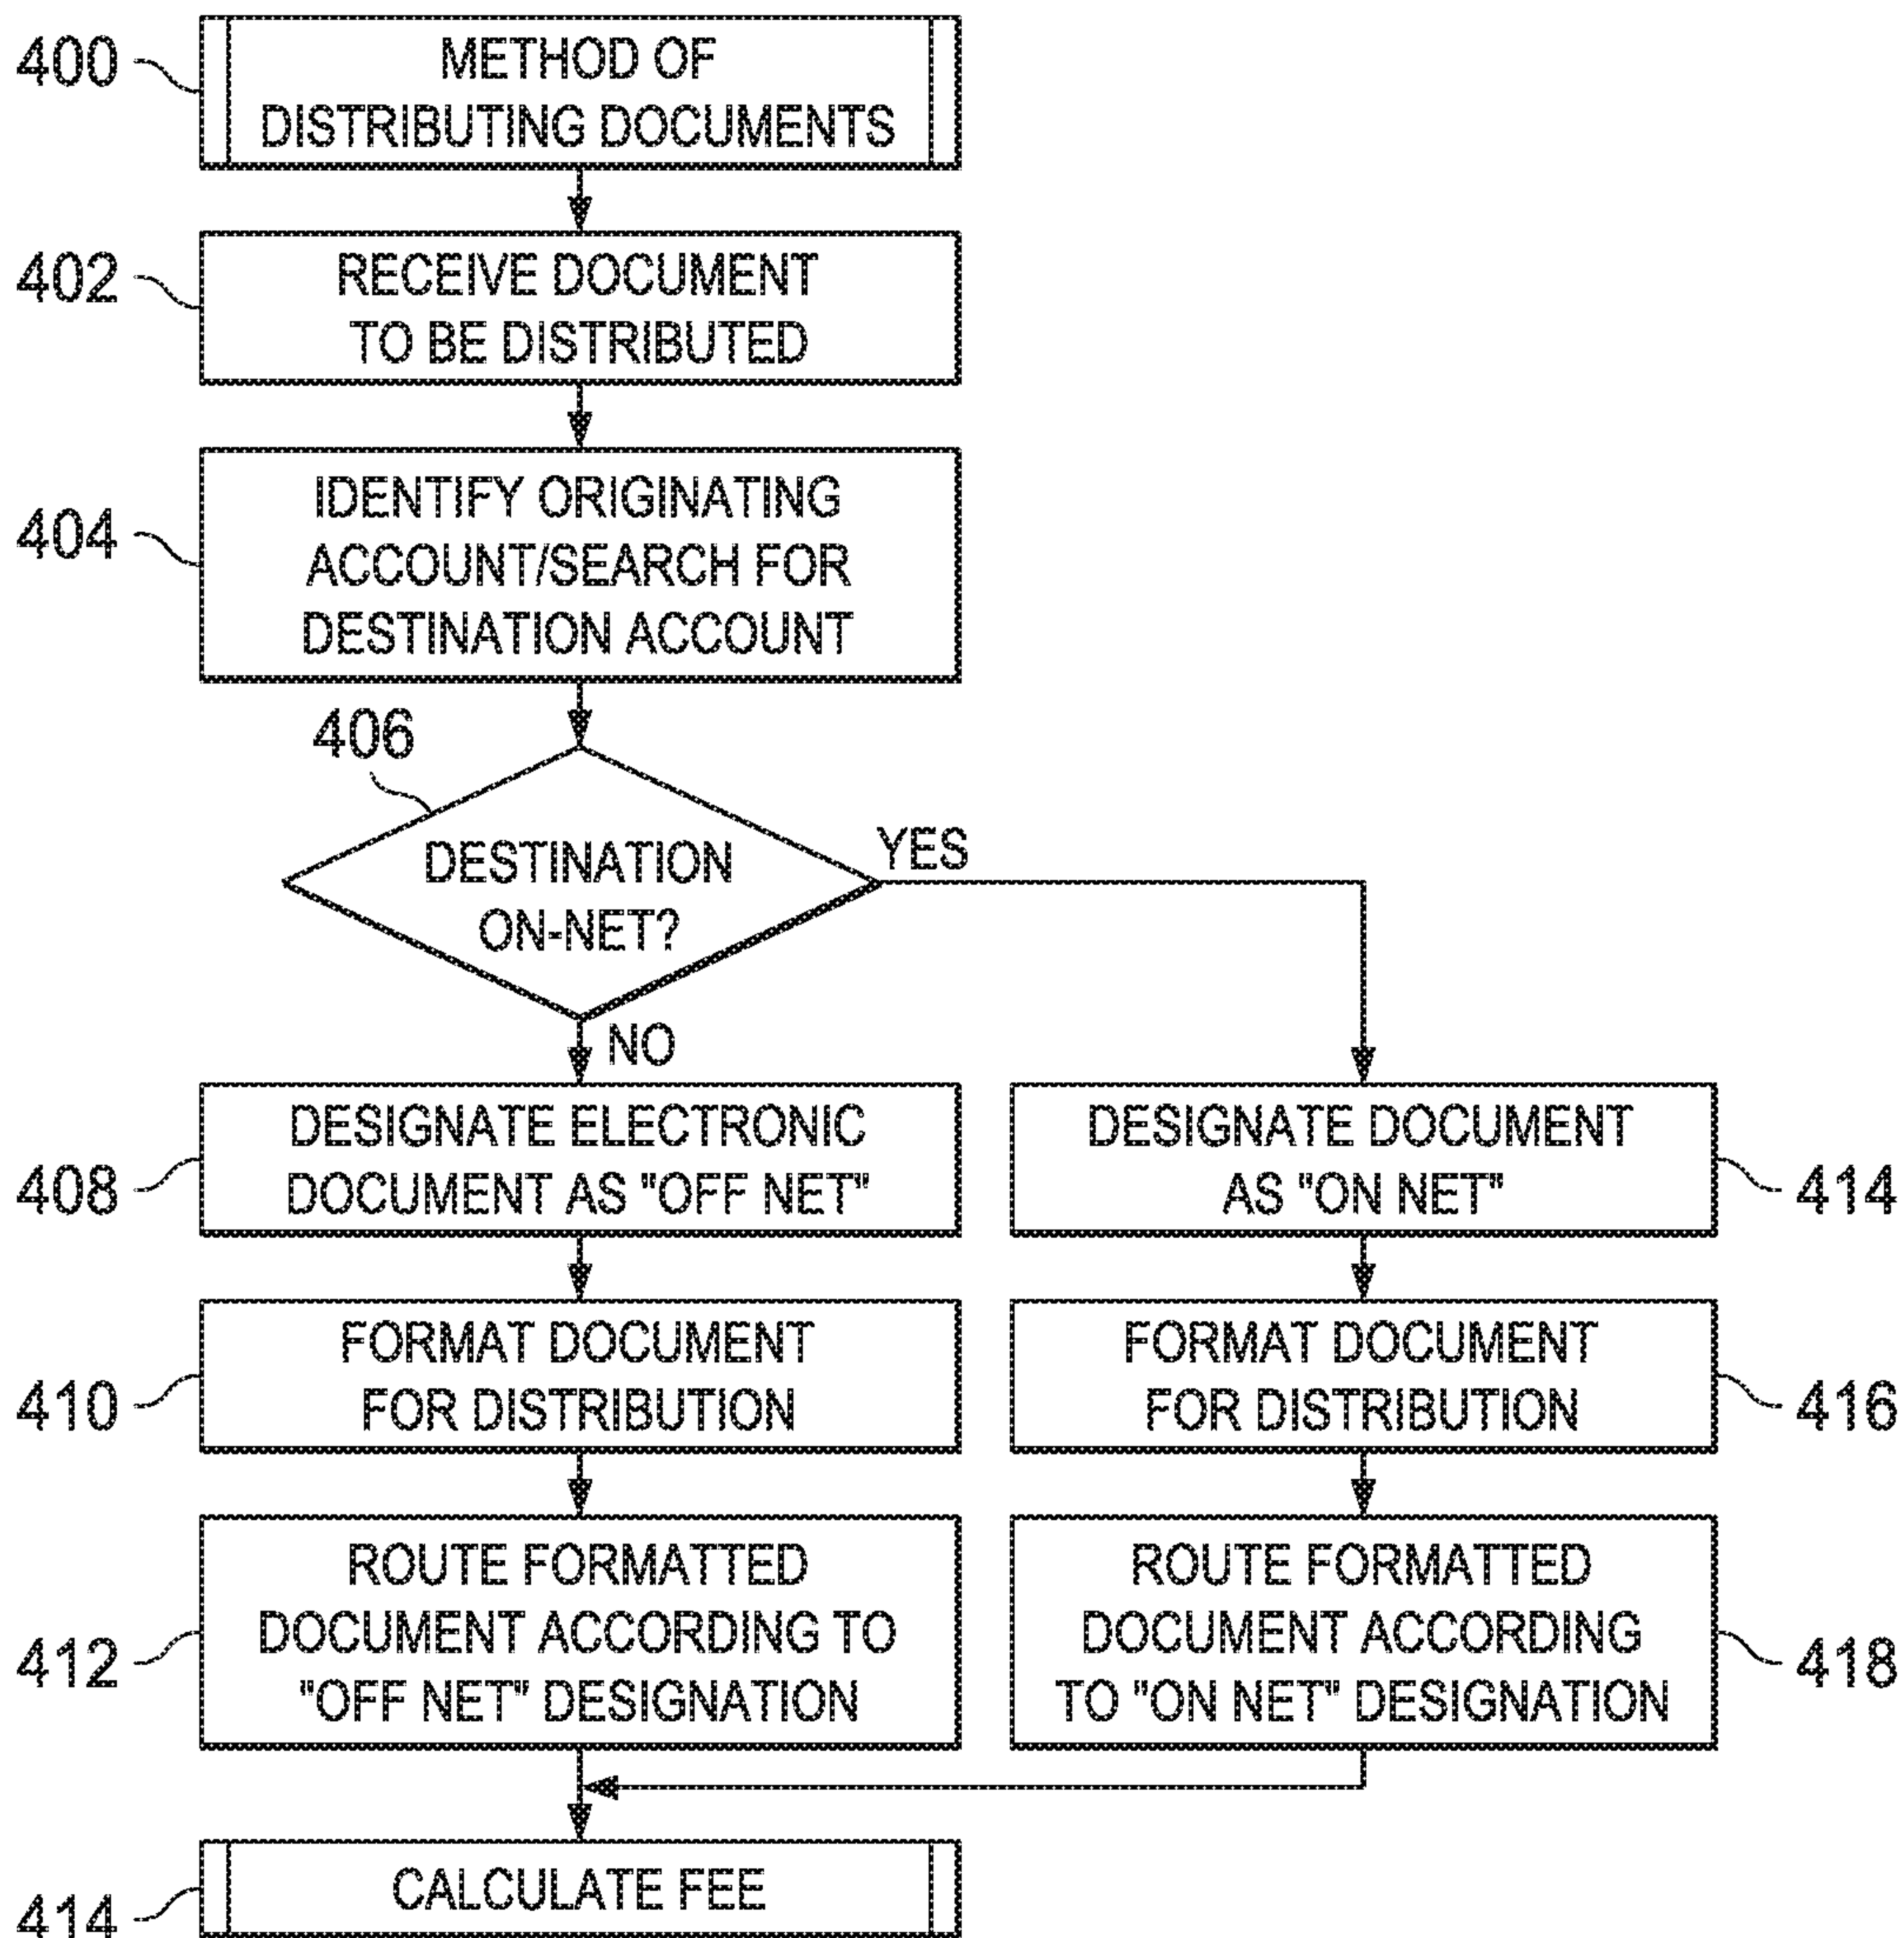 400
METHOD OF
DISTRIBUTING DOCUMENTS
402
RECEIVE DOCUMENT
TO BE DISTRIBUTED
404
IDENTIFY ORIGINATING
ACCOUNT/SEARCH FOR
DESTINATION ACCOUNT
406
DESTINATION
ON-NET?
YES
NO
408
DESIGNATE ELECTRONIC
DOCUMENT AS "OFF NET"
410
FORMAT DOCUMENT
FOR DISTRIBUTION
412
ROUTE FORMATTED
DOCUMENT ACCORDING TO
"OFF NET" DESIGNATION
DESIGNATE DOCUMENT
AS "ON NET"
414
FORMAT DOCUMENT
FOR DISTRIBUTION
416
ROUTE FORMATTED
DOCUMENT ACCORDING
TO "ON NET" DESIGNATION
418
414
CALCULATE FEE